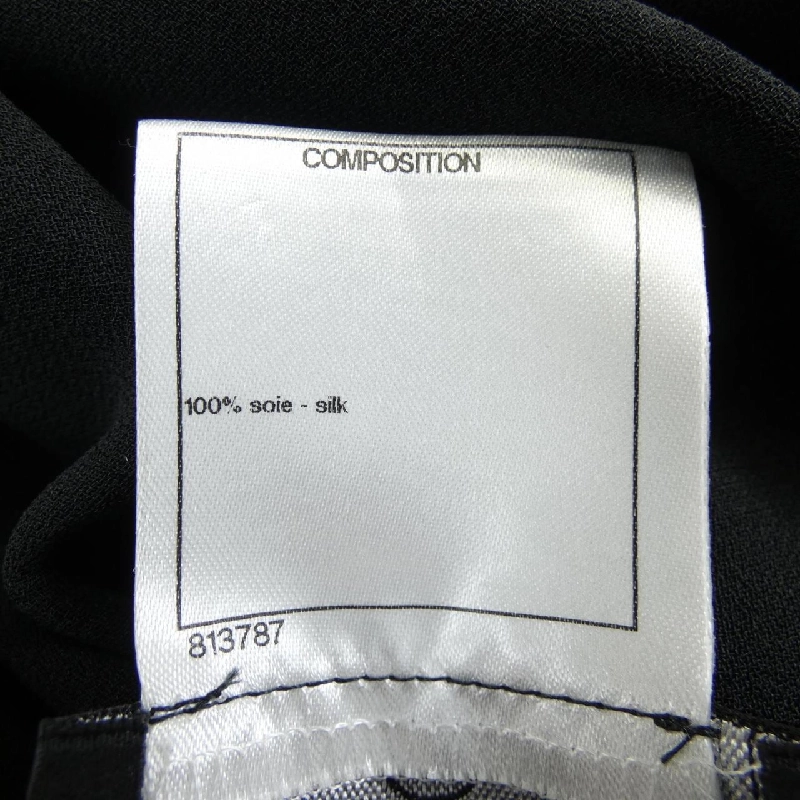 COMPOSITION
100% soie - silk
813787